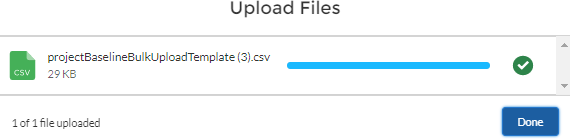 Upload Files
projectBaselineBulkUploadTemplate (3).csv
CSV
29 KB
1 of 1 file uploaded
Done